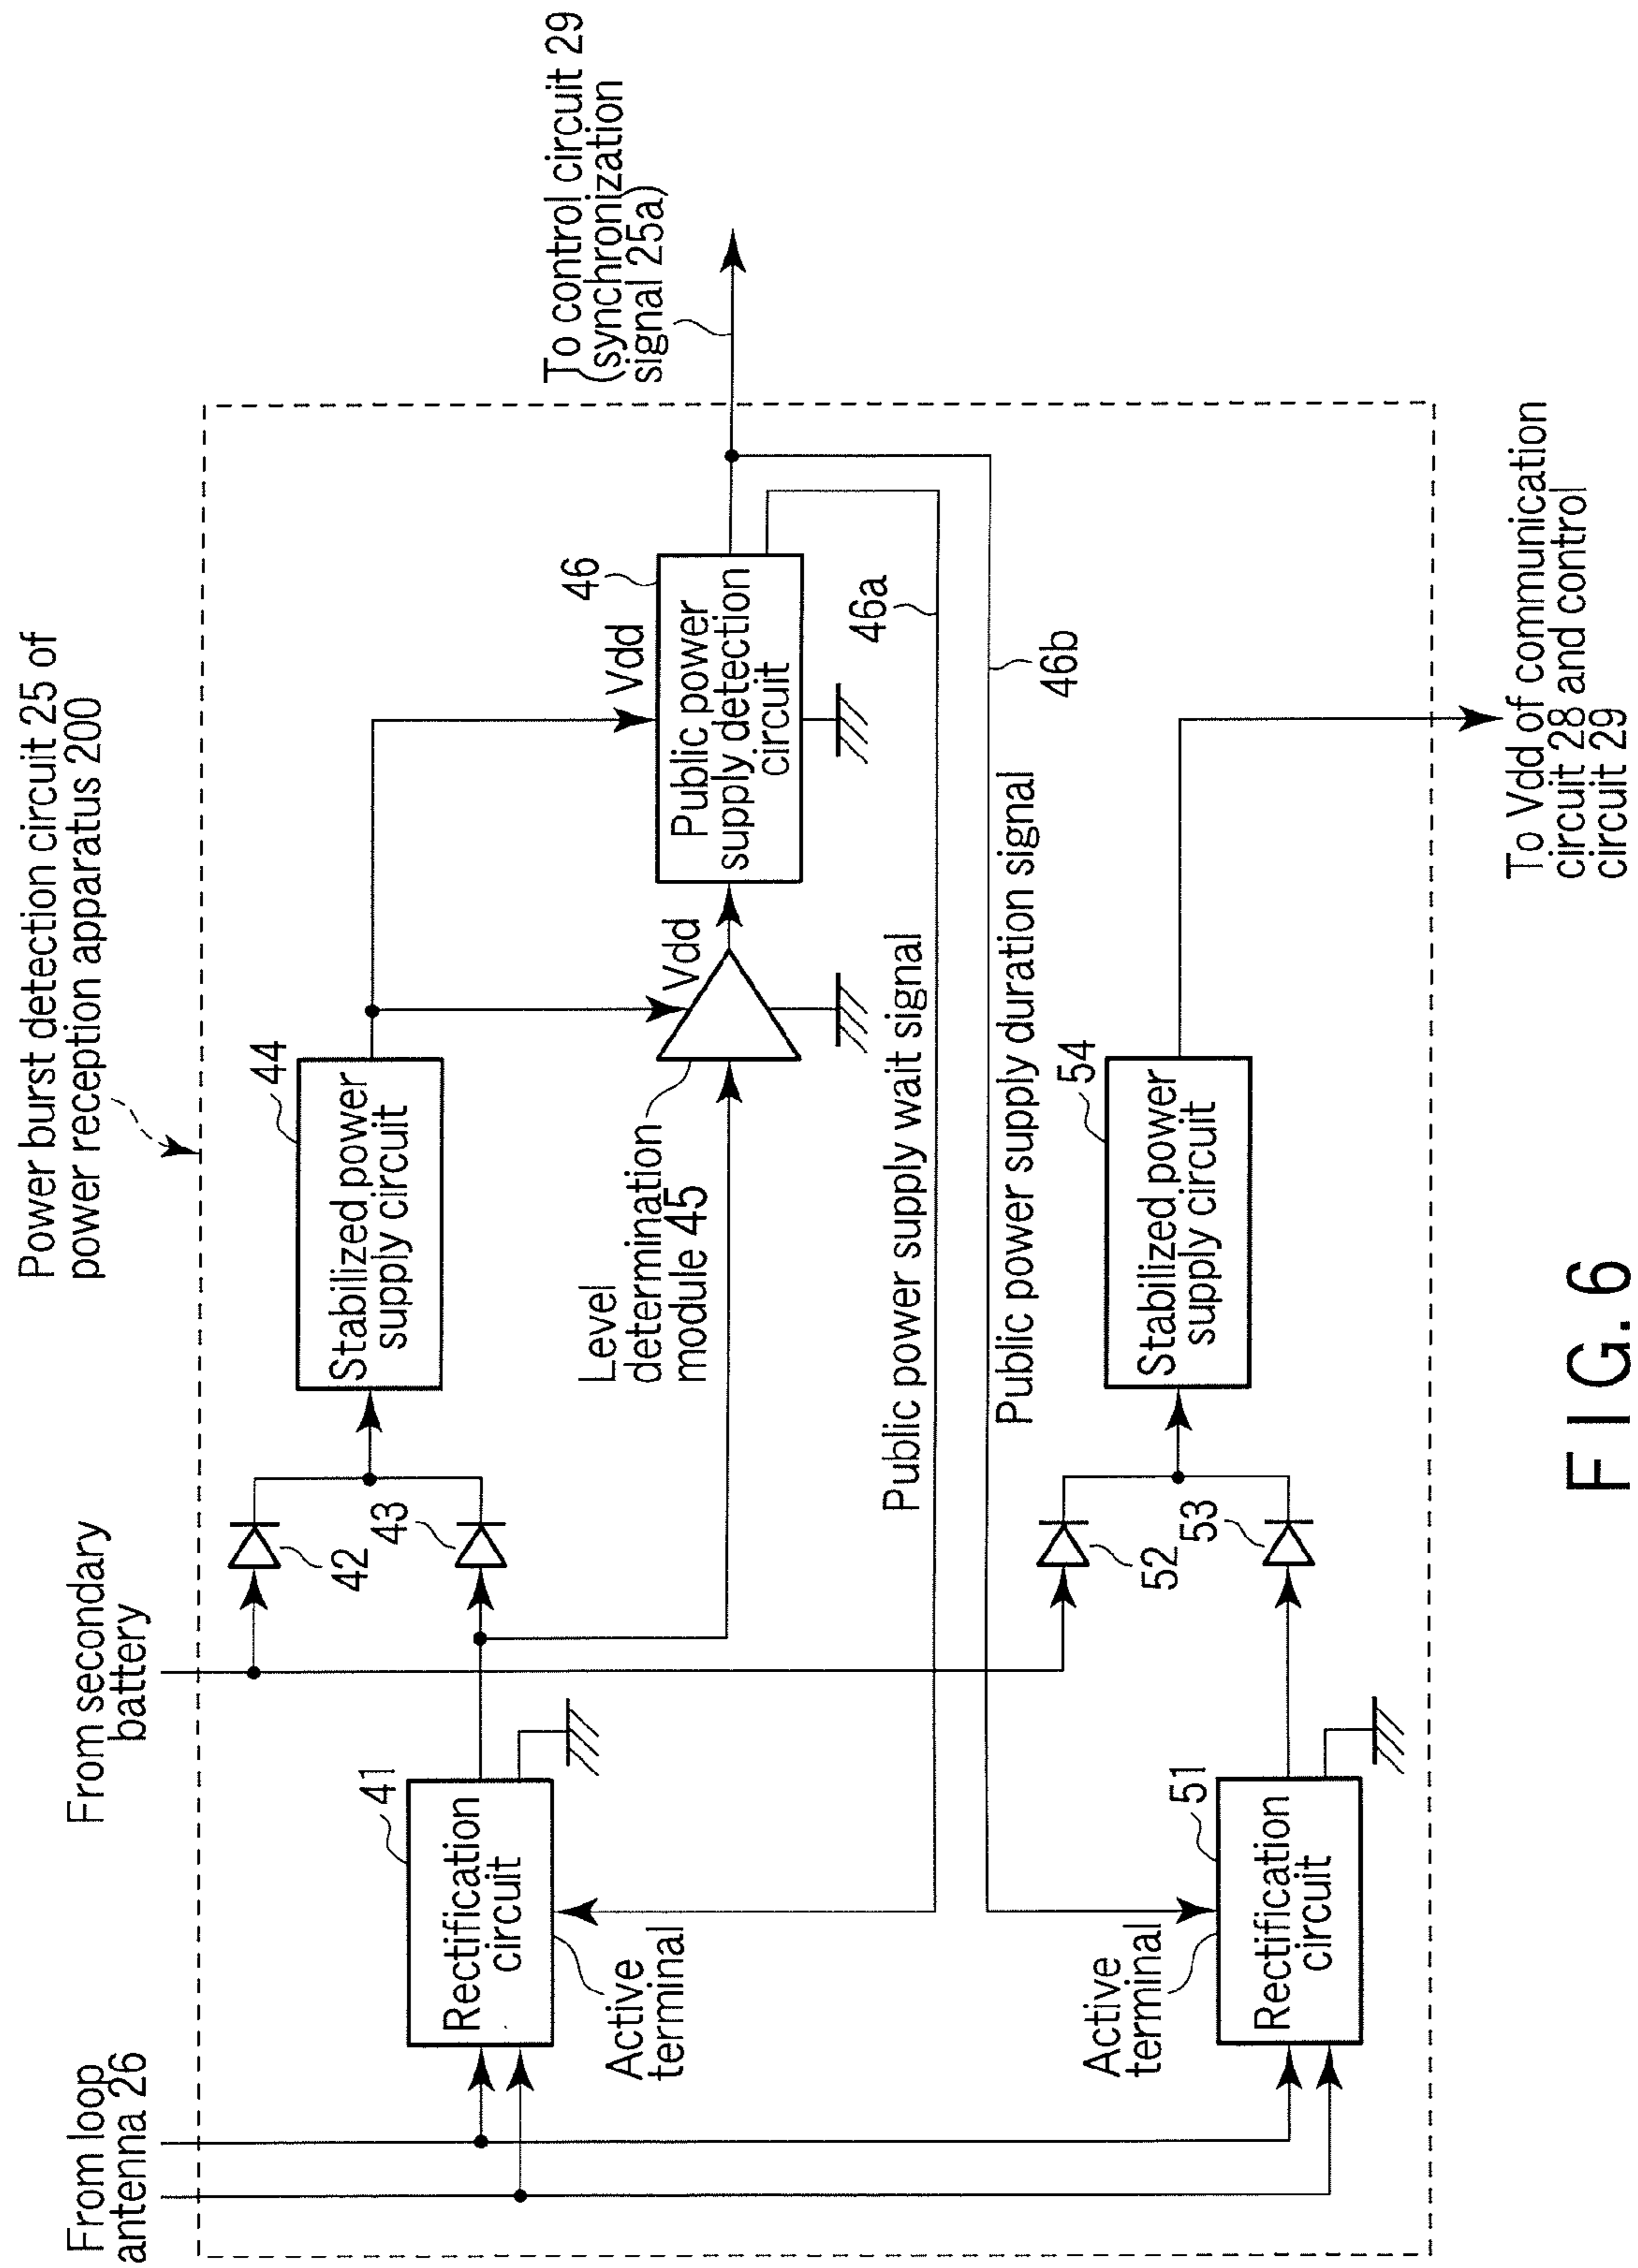 Power burst detection circuit 25 of
power reception apparatus 200
From loop
antenna 26
From secondary
battery
To control circuit 29
(synchronization
signal 25a)
42
43
44
Stabilized power
supply circuit
41
Rectification
circuit
Active
terminal
Level
determination
module 45
Vdd
Vdd
46
Public power
supply detection
circuit
46a
Public power supply wait signal
46b
Public power supply duration signal
51
Rectification
circuit
Active
terminal
52
53
54
Stabilized power
supply circuit
To Vdd of communication
circuit 28 and control
circuit 29
FIG. 6